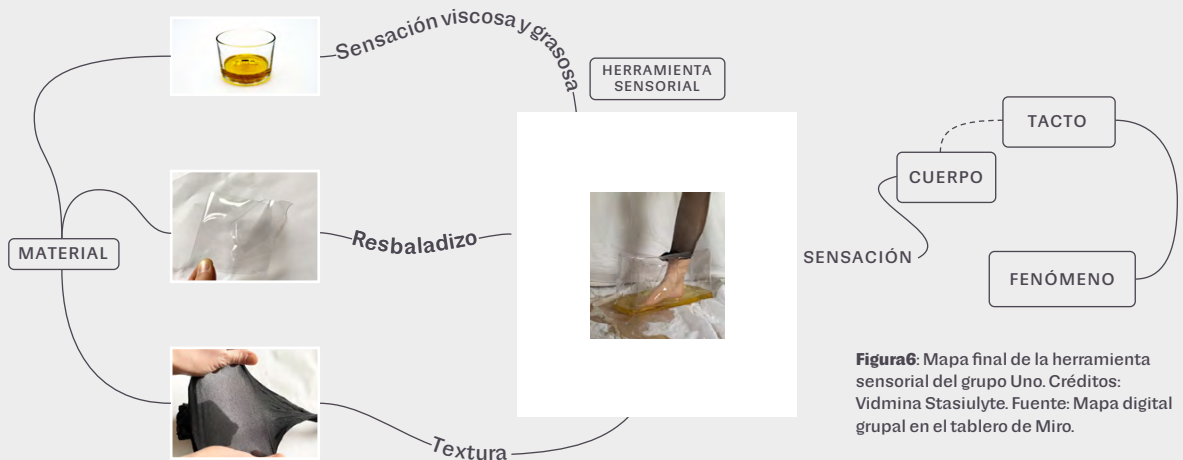 Sensación viscosa y grasosa
HERRAMIENTA
SENSORIAL
TACTO
CUERPO
MATERIAL
Resbaladizo
SENSACIÓN
FENÓMENO
Textura
Figura6: Mapa final de la herramienta
sensorial del grupo Uno. Créditos:
Vidmina Stasiulyte. Fuente: Mapa digital
grupal en el tablero de Miro.